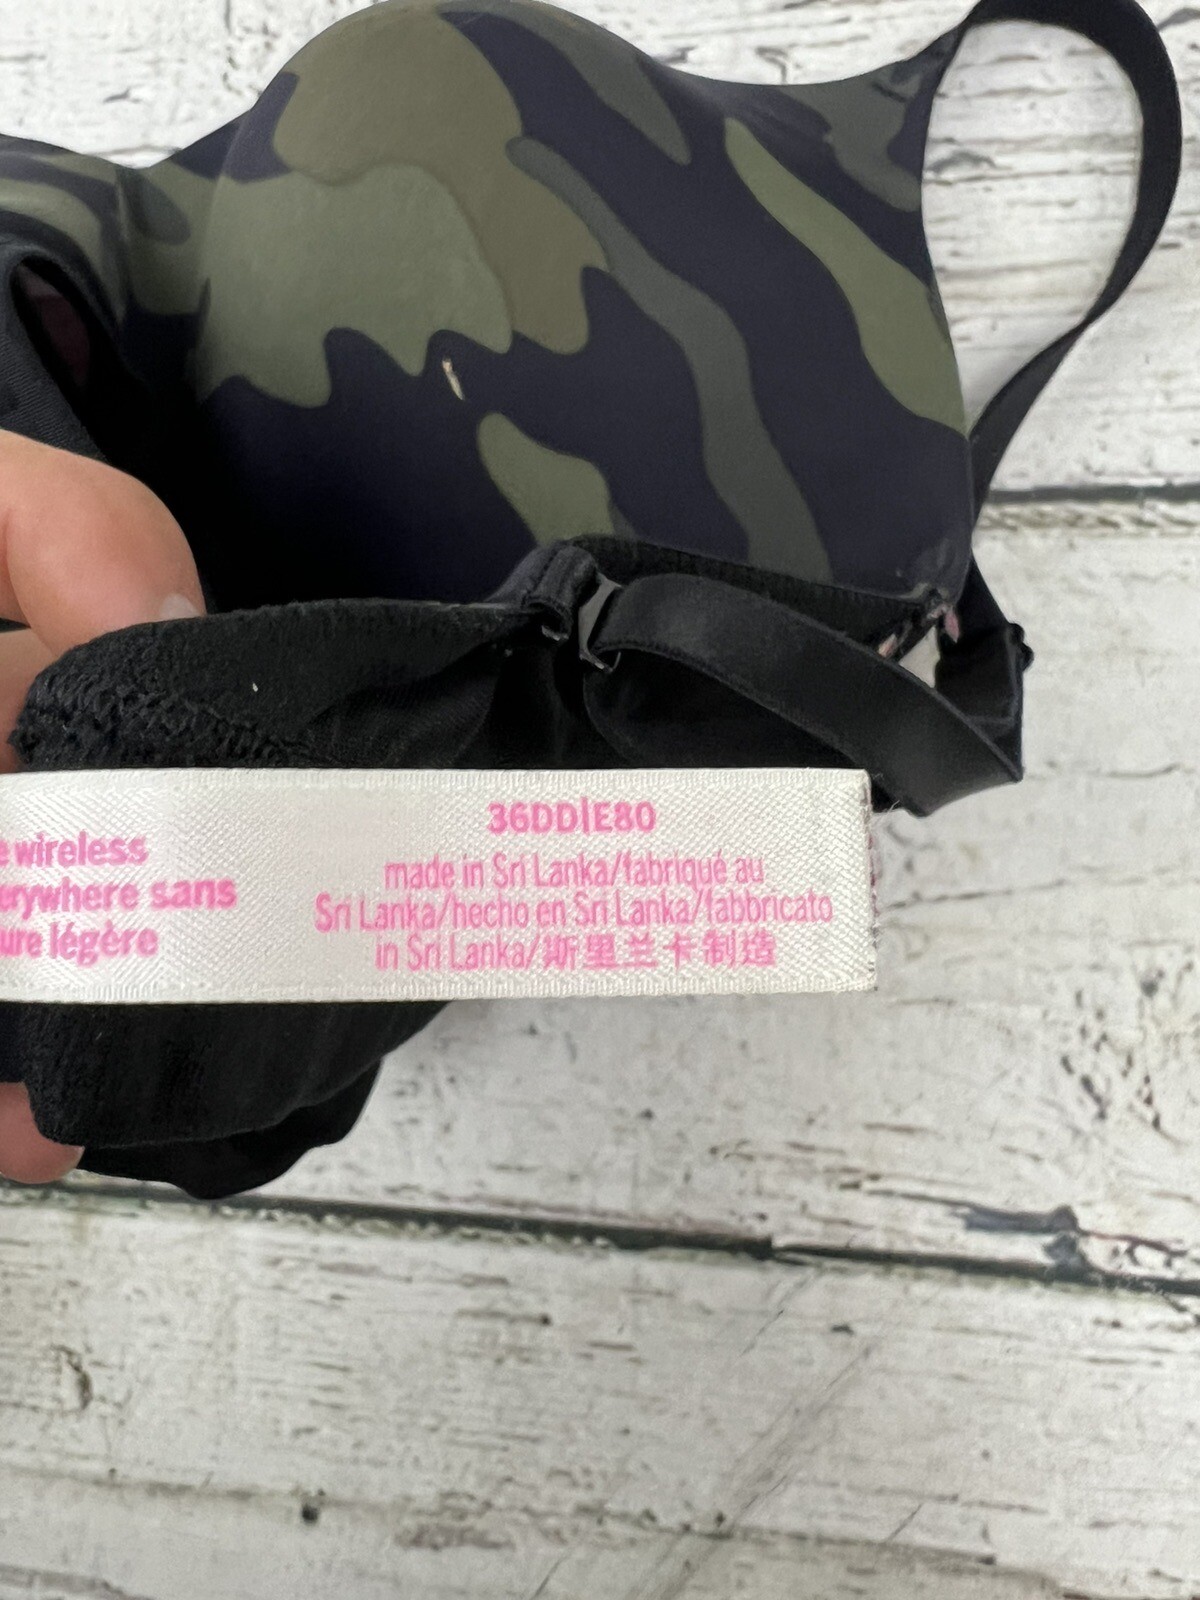 wireless
erywhere sans
ure légère
36DD|E80
made in Sri Lanka/fabriqué au
Sri Lanka/hecho en Sri Lanka/fabbricato
in Sri Lanka/斯里兰卡制造